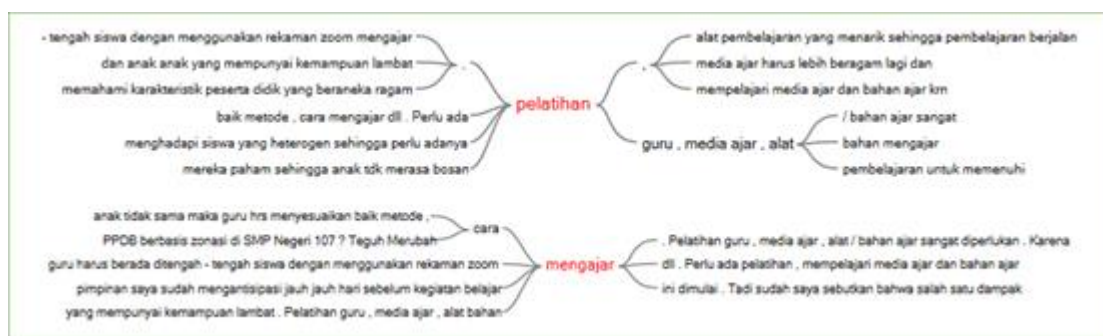 - tengah siswa dengan menggunakan rekaman zoom mengajar
dan anak anak yang mempunyai kemampuan lambat
memahami karakteristik peserta didik yang beraneka ragam
,
baik metode , cara mengajar dll . Perlu ada
menghadapi siswa yang heterogen sehingga perlu adanya
mereka paham sehingga anak tdk merasa bosan
pelatihan
,
alat pembelajaran yang menarik sehingga pembelajaran berjalan
media ajar harus lebih beragam lagi dan
mempelajari media ajar dan bahan ajar krn
guru , media ajar , alat
/ bahan ajar sangat
bahan mengajar
pembelajaran untuk memenuhi
anak tidak sama maka guru hrs menyesuaikan baik metode ,
PPDB berbasis zonasi di SMP Negeri 107 ? Teguh Merubah
cara
guru harus berada ditengah - tengah siswa dengan menggunakan rekaman zoom
pimpinan saya sudah mengantisipasi jauh jauh hari sebelum kegiatan belajar
yang mempunyai kemampuan lambat . Pelatihan guru , media ajar , alat bahan
mengajar
. Pelatihan guru , media ajar , alat / bahan ajar sangat diperlukan . Karena
dll . Perlu ada pelatihan , mempelajari media ajar dan bahan ajar
ini dimulai . Tadi sudah saya sebutkan bahwa salah satu dampak